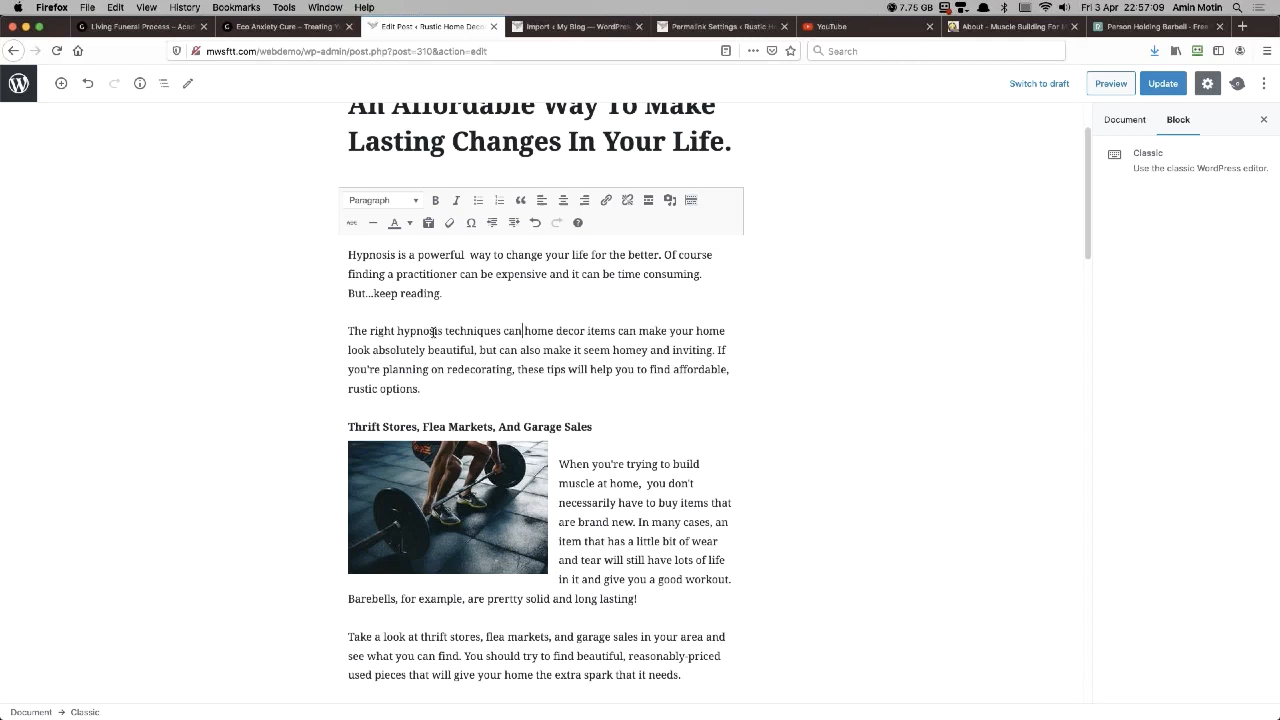 Firefox File Edit View History Bookmarks Tools Window Help 7.73 GB Fri 3 Apr 22:38 Amin Motin
Living Funeral Process – Acad Eco Anxiety Cure – Treating Y Edit Post ‹ Rustic Home Deco Import ‹ My Blog — WordPres Permalink Settings ‹ Rustic H YouTube About - Muscle Building For M Person Holding Barbell · Free
mwsftt.com/webdemo/wp-admin/post.php?post=310&action=edit Search
Switch to draft Preview Update
An Affordable Way To Make
Lasting Changes In Your Life.
Document Block
Classic
Use the classic WordPress editor.
Paragraph
ABC
Hypnosis is a powerful way to change your life for the better. Of course
finding a practitioner can be expensive and it can be time consuming.
But...keep reading.
The right hypnosis techniques can home decor items can make your home
look absolutely beautiful, but can also make it seem homey and inviting. If
you're planning on redecorating, these tips will help you to find affordable,
rustic options.
Thrift Stores, Flea Markets, And Garage Sales
When you're trying to build
muscle at home, you don't
necessarily have to buy items that
are brand new. In many cases, an
item that has a little bit of wear
and tear will still have lots of life
in it and give you a good workout.
Barebells, for example, are prertty solid and long lasting!
Take a look at thrift stores, flea markets, and garage sales in your area and
see what you can find. You should try to find beautiful, reasonably-priced
used pieces that will give your home the extra spark that it needs.
Document → Classic